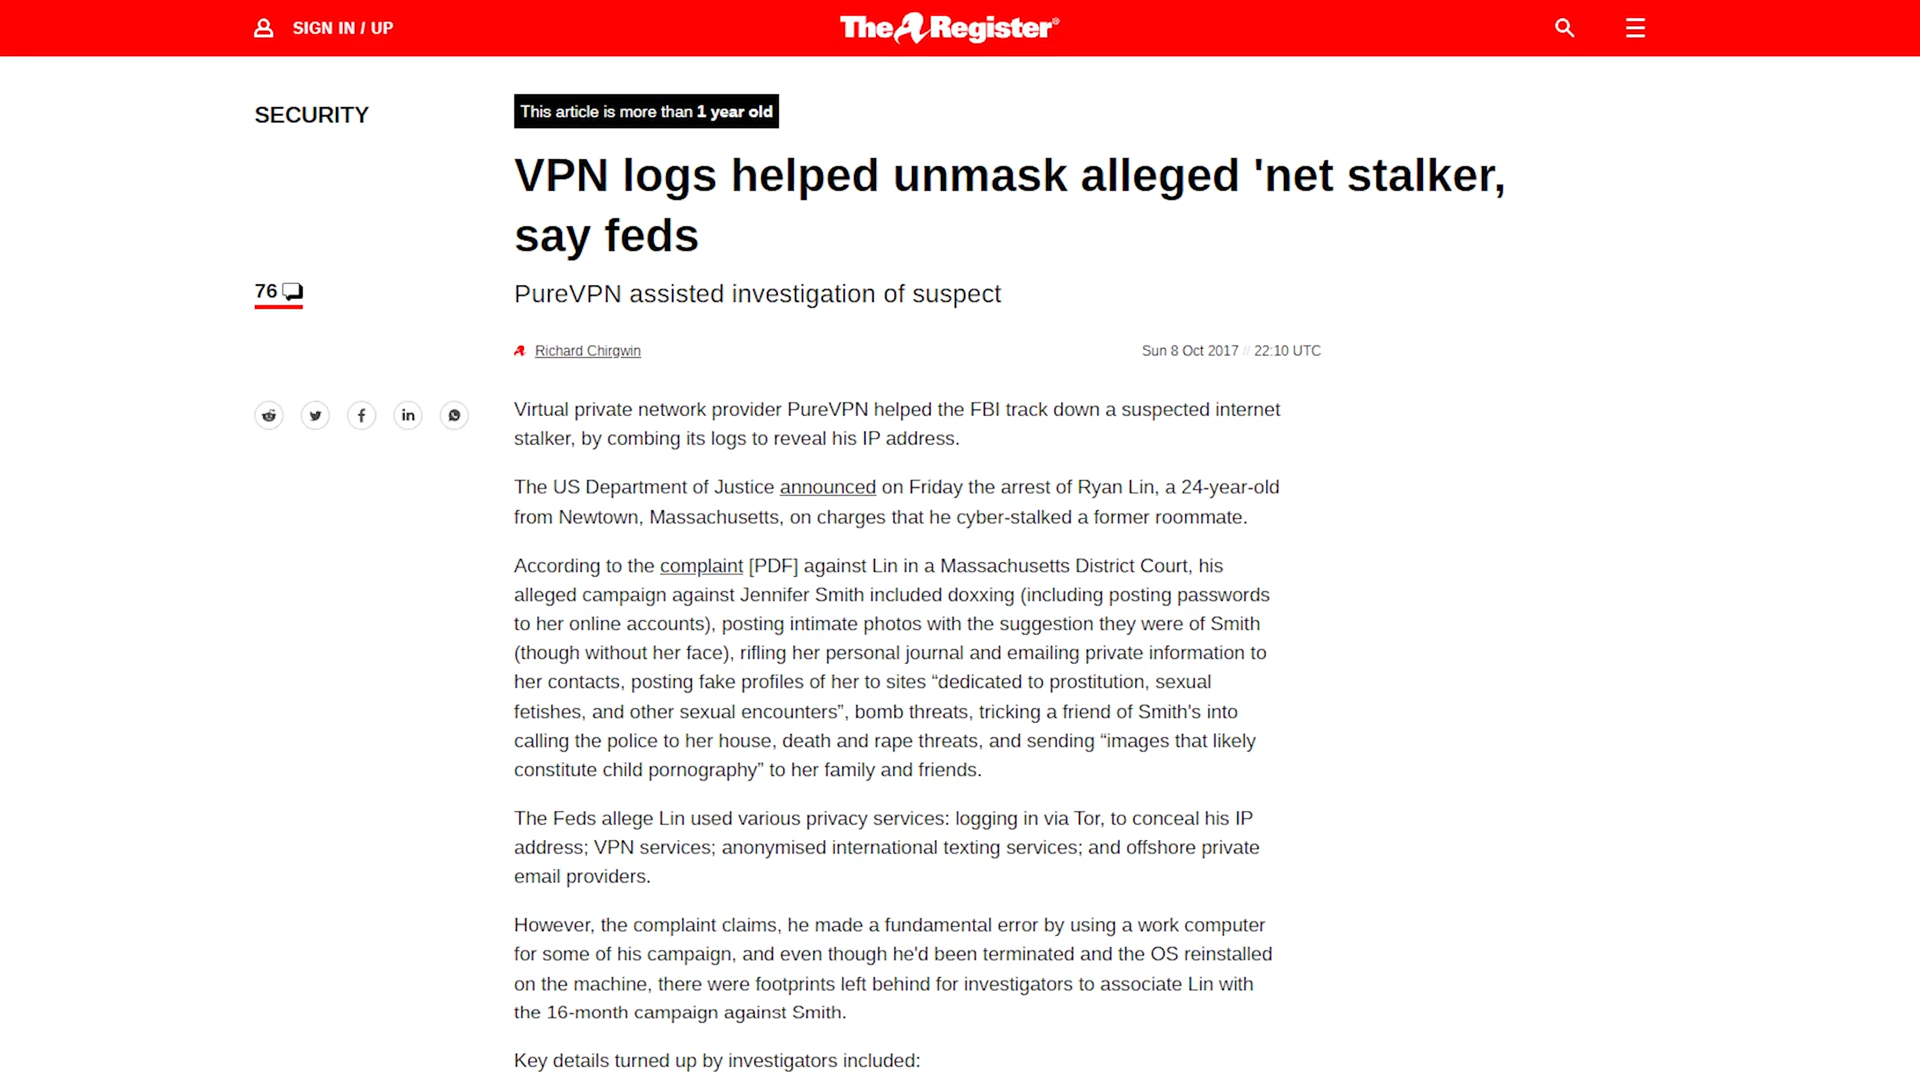 SIGN IN / UP
The Register®
SECURITY
This article is more than 1 year old
VPN logs helped unmask alleged 'net stalker,
say feds
76
PureVPN assisted investigation of suspect
Richard Chirgwin
Sun 8 Oct 2017 // 22:10 UTC
Virtual private network provider PureVPN helped the FBI track down a suspected internet
stalker, by combing its logs to reveal his IP address.
The US Department of Justice announced on Friday the arrest of Ryan Lin, a 24-year-old
from Newtown, Massachusetts, on charges that he cyber-stalked a former roommate.
According to the complaint [PDF] against Lin in a Massachusetts District Court, his
alleged campaign against Jennifer Smith included doxxing (including posting passwords
to her online accounts), posting intimate photos with the suggestion they were of Smith
(though without her face), rifling her personal journal and emailing private information to
her contacts, posting fake profiles of her to sites “dedicated to prostitution, sexual
fetishes, and other sexual encounters”, bomb threats, tricking a friend of Smith's into
calling the police to her house, death and rape threats, and sending “images that likely
constitute child pornography” to her family and friends.
The Feds allege Lin used various privacy services: logging in via Tor, to conceal his IP
address; VPN services; anonymised international texting services; and offshore private
email providers.
However, the complaint claims, he made a fundamental error by using a work computer
for some of his campaign, and even though he'd been terminated and the OS reinstalled
on the machine, there were footprints left behind for investigators to associate Lin with
the 16-month campaign against Smith.
Key details turned up by investigators included: